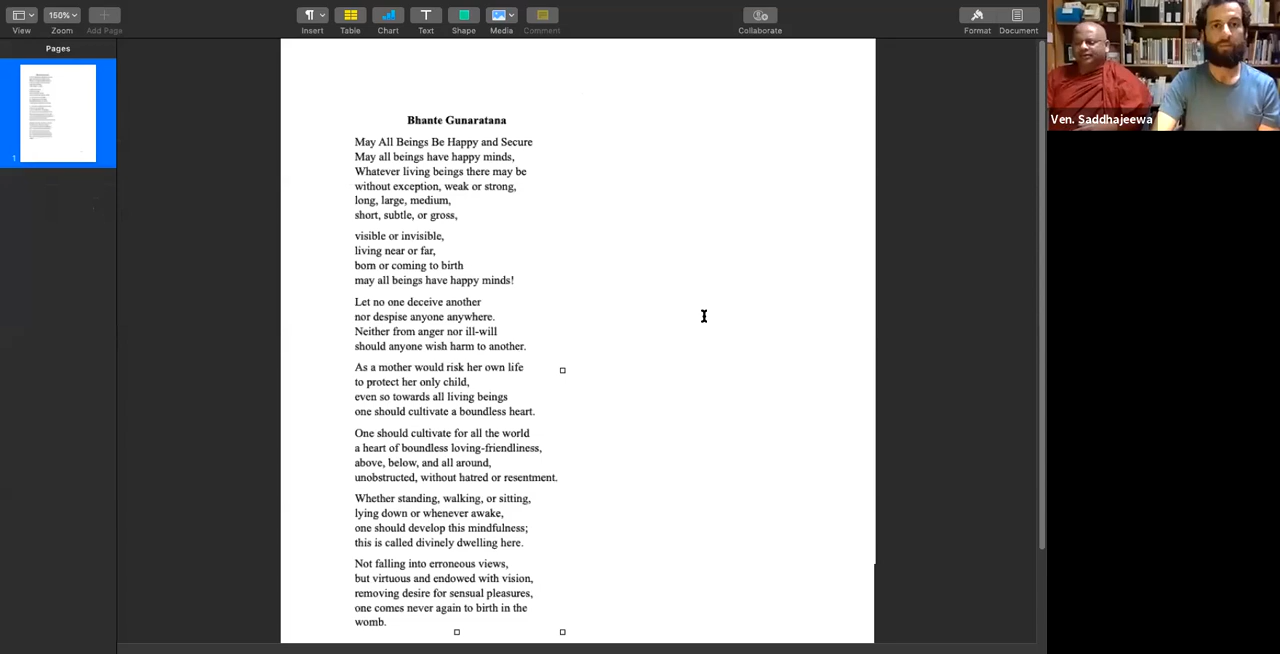 View
150%
Zoom
Add Page
Insert
Table
Chart
Text
Shape
Media
Comment
Collaborate
Format
Document
Pages
1
Ven. Saddhajeewa
Bhante Gunaratana
May All Beings Be Happy and Secure
May all beings have happy minds,
Whatever living beings there may be
without exception, weak or strong,
long, large, medium,
short, subtle, or gross,
visible or invisible,
living near or far,
born or coming to birth
may all beings have happy minds!
Let no one deceive another
nor despise anyone anywhere.
Neither from anger nor ill-will
should anyone wish harm to another.
As a mother would risk her own life
to protect her only child,
even so towards all living beings
one should cultivate a boundless heart.
One should cultivate for all the world
a heart of boundless loving-friendliness,
above, below, and all around,
unobstructed, without hatred or resentment.
Whether standing, walking, or sitting,
lying down or whenever awake,
one should develop this mindfulness;
this is called divinely dwelling here.
Not falling into erroneous views,
but virtuous and endowed with vision,
removing desire for sensual pleasures,
one comes never again to birth in the
womb.